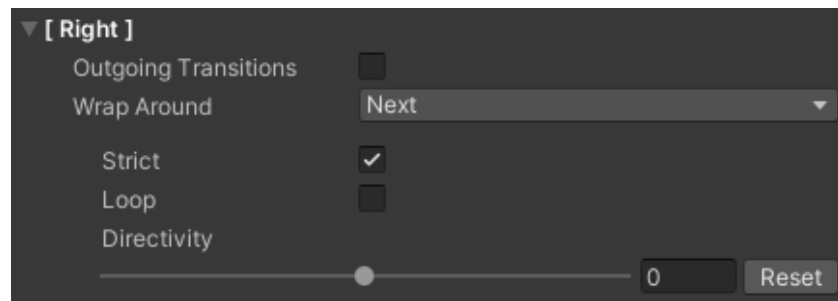 [ Right ]
Outgoing Transitions
Wrap Around Next
Strict
Loop
Directivity
0 Reset